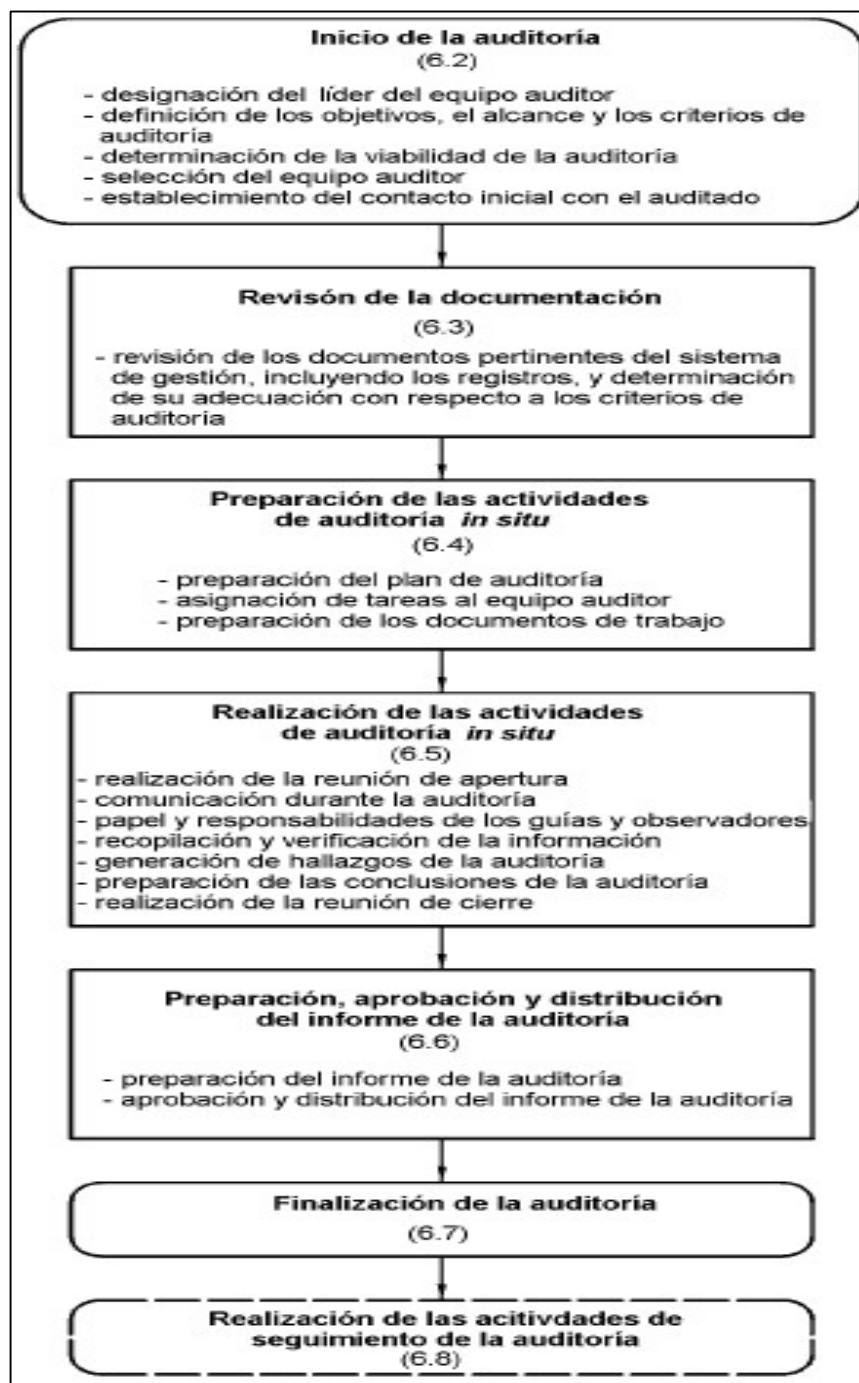 Inicio de la auditoría
(6.2)
- designación del líder del equipo auditor
- definición de los objetivos, el alcance y los criterios de
auditoría
- determinación de la viabilidad de la auditoría
- selección del equipo auditor
- establecimiento del contacto inicial con el auditado
Revisón de la documentación
(6.3)
- revisión de los documentos pertinentes del sistema
de gestión, incluyendo los registros, y determinación
de su adecuación con respecto a los criterios de
auditoría
Preparación de las actividades
de auditoría in situ
(6.4)
- preparación del plan de auditoría
- asignación de tareas al equipo auditor
- preparación de los documentos de trabajo
Realización de las actividades
de auditoría in situ
(6.5)
- realización de la reunión de apertura
- comunicación durante la auditoría
- papel y responsabilidades de los guías y observadores
- recopilación y verificación de la información
- generación de hallazgos de la auditoría
- preparación de las conclusiones de la auditoría
- realización de la reunión de cierre
Preparación, aprobación y distribución
del informe de la auditoría
(6.6)
- preparación del informe de la auditoría
- aprobación y distribución del informe de la auditoría
Finalización de la auditoría
(6.7)
Realización de las acitivdades de
seguimiento de la auditoría
(6.8)